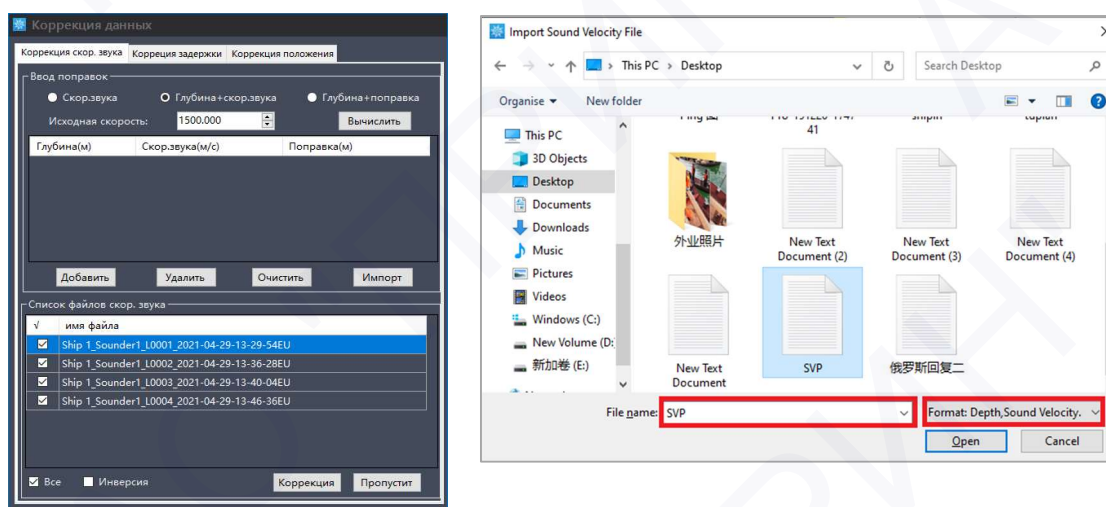 Коррекция данных
Коррекция скор. звука Корреция задержки Коррекция положения
Ввод поправок
Скор.звука Глубина+скор.звука Глубина+поправка
Исходная скорость: 1500.000 Вычислить
Глубина(м) Скор.звука(м/с) Поправка(м)
Добавить Удалить Очистить Импорт
Список файлов скор. звука
√ имя файла
Ship 1_Sounder1_L0001_2021-04-29-13-29-54EU
Ship 1_Sounder1_L0002_2021-04-29-13-36-28EU
Ship 1_Sounder1_L0003_2021-04-29-13-40-04EU
Ship 1_Sounder1_L0004_2021-04-29-13-46-36EU
Все Инверсия Коррекция Пропустит
Import Sound Velocity File
This PC > Desktop Search Desktop
Organise New folder
This PC
3D Objects
Desktop
Documents
Downloads
Music
Pictures
Videos
Windows (C:)
New Volume (D:
新加卷 (E:)
41
外业照片
New Text
Document (2)
New Text
Document (3)
New Text
Document (4)
New Text
Document
SVP
俄罗斯回复二
File name: SVP Format: Depth,Sound Velocity.
Open Cancel